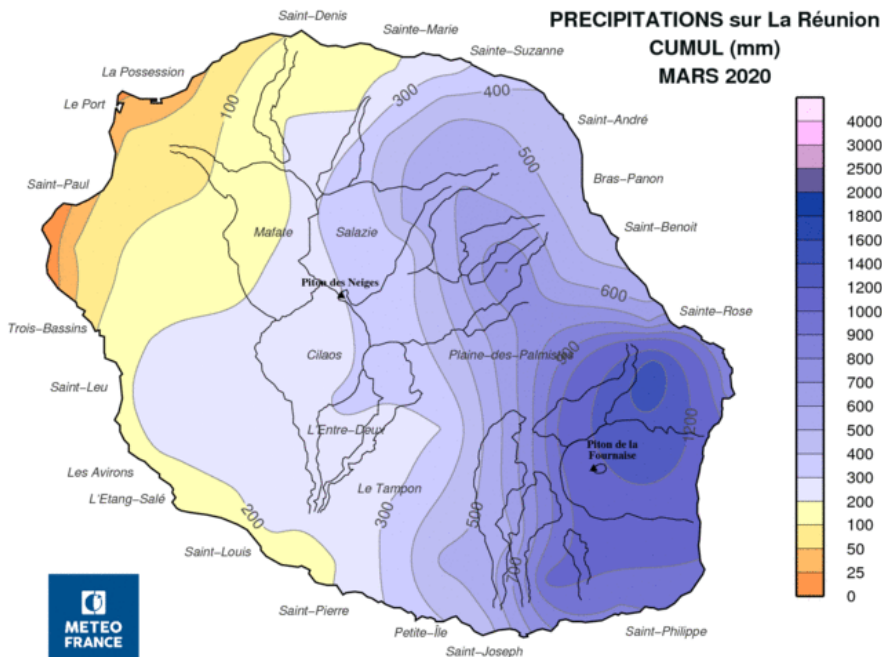 PRECIPITATIONS sur La Réunion
CUMUL (mm)
MARS 2020
Saint-Denis
Sainte-Marie
Sainte-Suzanne
La Possession
Le Port
100
300
400
Saint-André
500
Saint-Paul
Bras-Panon
Mafate
Salazie
Saint-Benoit
Piton des Neiges
600
Sainte-Rose
Trois-Bassins
Cilaos
Plaine-des-Palmistes
Saint-Leu
L'Entre-Deux
1200
Piton de la
Fournaise
Les Avirons
L'Etang-Salé
Le Tampon
200
300
500
Saint-Louis
700
Saint-Pierre
Petite-Île
Saint-Joseph
Saint-Philippe
4000
3000
2500
2000
1800
1600
1400
1200
1000
900
800
700
600
500
400
300
200
100
50
25
0
METEO
FRANCE